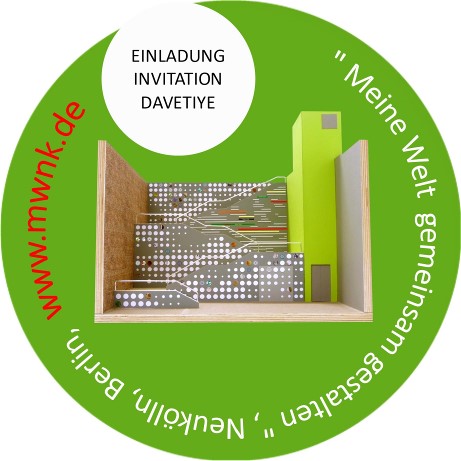 EINLADUNG
INVITATION
DAVETIYE
" Meine Welt gemeinsam gestalten ", Neukölln, Berlin,
www.mwnk.de